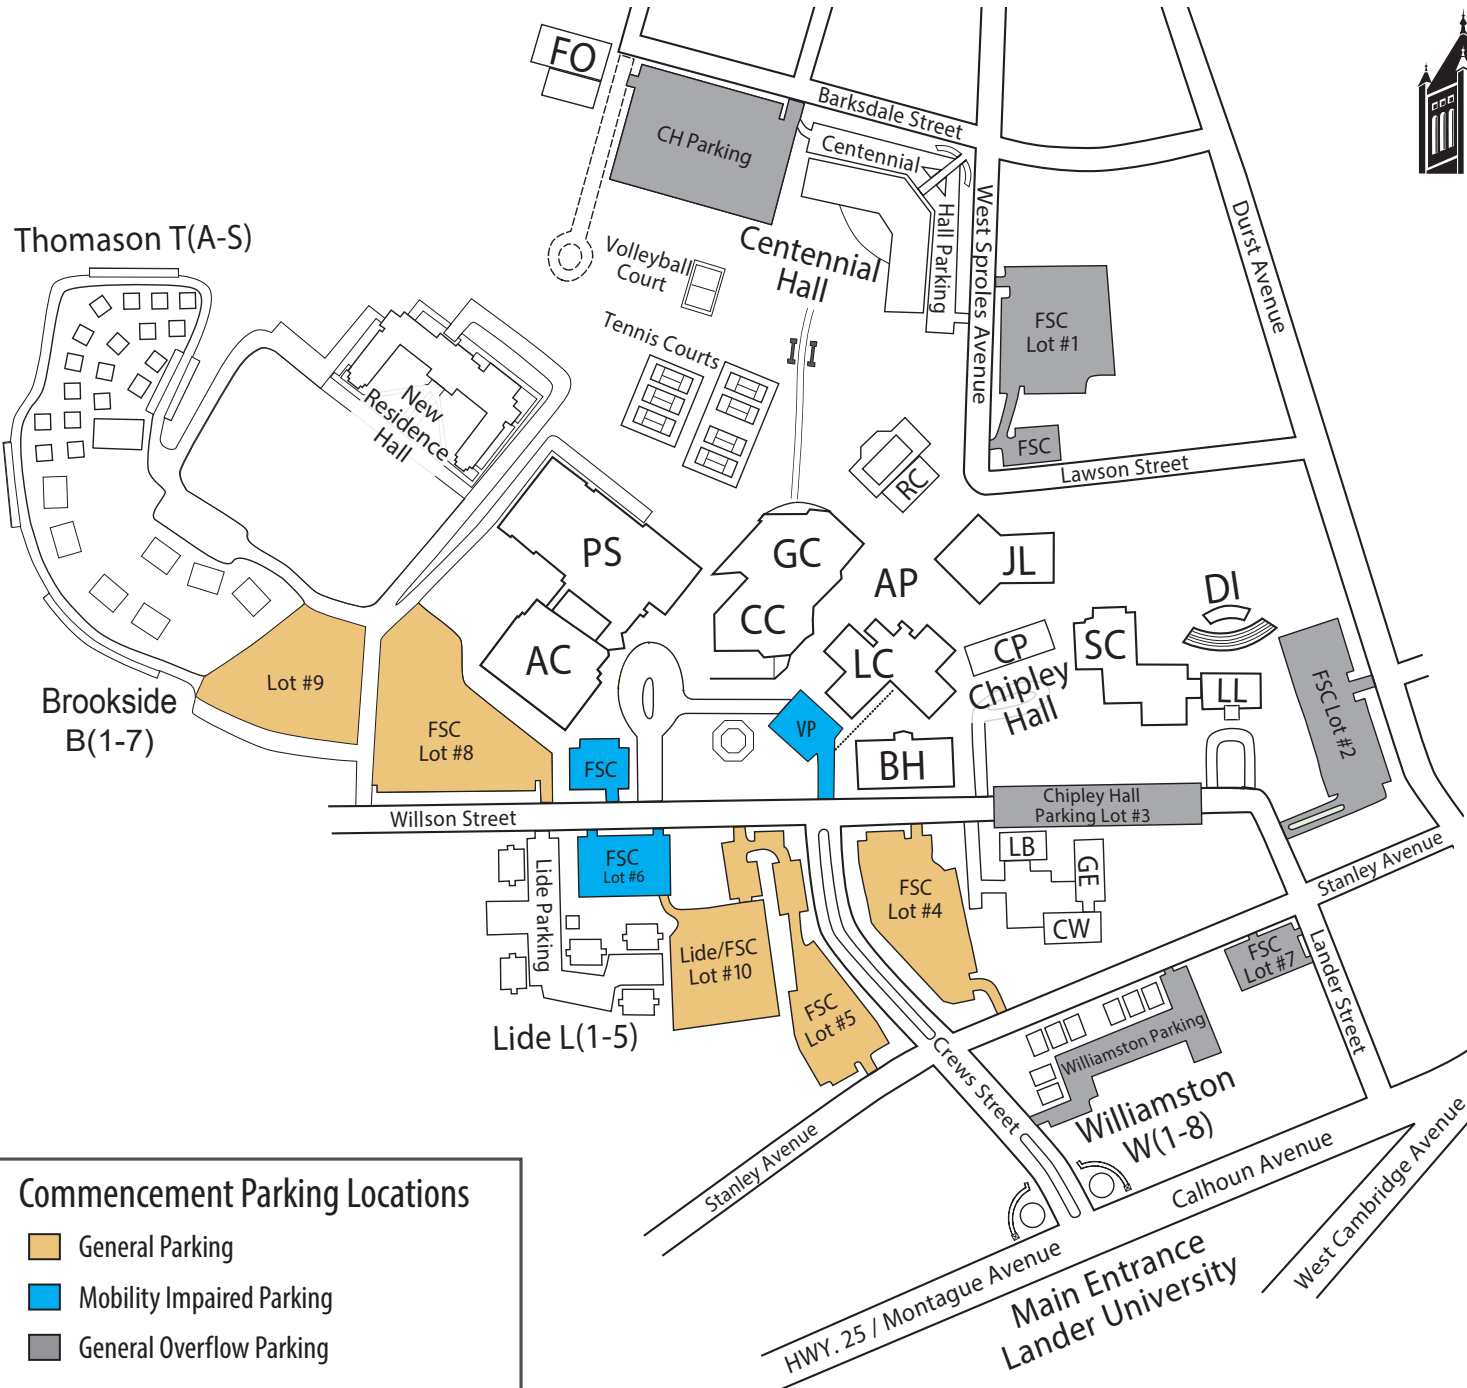 FO
CH Parking
Barksdale Street
Centennial
Hall Parking
West Sproles Avenue
Durst Avenue
Thomason T(A-S)
Volleyball
Court
Centennial
Hall
Tennis Courts
FSC
Lot #1
FSC
Lawson Street
New
Residence
Hall
RC
PS
GC
CC
AP
JL
DI
AC
LC
CP
Chipley
Hall
SC
LL
FSC Lot #2
Lot #9
Brookside
B(1-7)
FSC
Lot #8
FSC
VP
BH
Chipley Hall
Parking Lot #3
Willson Street
Stanley Avenue
Lide Parking
FSC
Lot #6
LB
GE
CW
FSC
Lot #4
Lide/FSC
Lot #10
FSC
Lot #5
FSC
Lot #7
Lander Street
Lide L(1-5)
Crews Street
Williamston Parking
Williamston
W(1-8)
Stanley Avenue
Calhoun Avenue
West Cambridge Avenue
HWY. 25 / Montague Avenue
Main Entrance
Lander University
Commencement Parking Locations
General Parking
Mobility Impaired Parking
General Overflow Parking